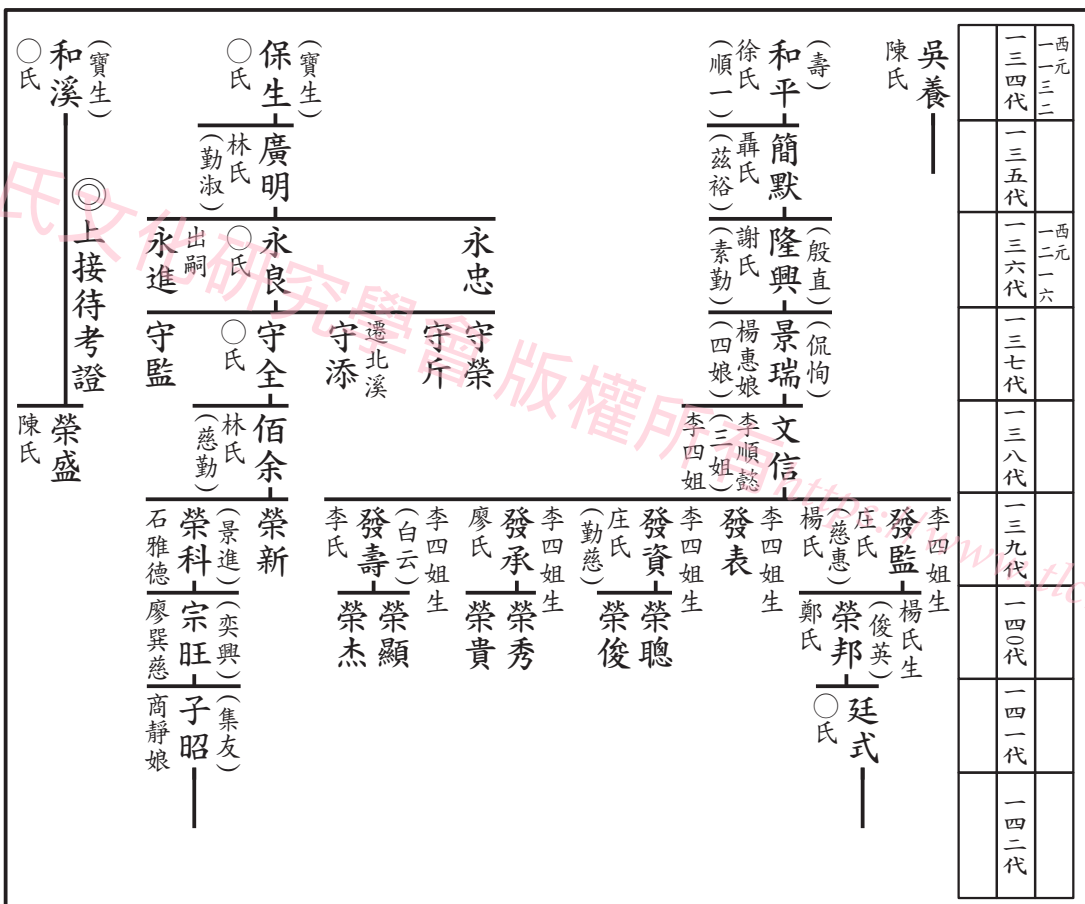 西元一一三二
西元一二一六
一三四代
一三五代
一三六代
一三七代
一三八代
一三九代
一四〇代
一四一代
一四二代
吳養
陳氏
(壽)
和平
徐氏
(順一)
簡默
聶氏
(茲裕)
(殷直)
隆興
謝氏
(素勤)
(侃恂)
景瑞
楊惠娘
(四娘)
文信
李順懿
(三姐)
李四姐
李四姐生
發監
(慈惠)
庄氏
楊氏
李四姐生
發表
李四姐生
發資
庄氏
(勤慈)
李四姐生
發承
廖氏
李四姐生
(白云)
發壽
李氏
楊氏生
(俊英)
榮邦
鄭氏
榮聰
榮俊
榮秀
榮貴
榮顯
榮杰
廷式
〇氏
(寶生)
保生
〇氏
廣明
林氏
(勤淑)
永忠
永良
〇氏
出嗣
永進
守榮
守斤
遷北溪
守添
守全
〇氏
守監
佰余
林氏
(慈勤)
榮新
(景進)
榮科
石雅德
(奕興)
宗旺
廖巽慈
(集友)
子昭
商靜娘
(寶生)
和溪
〇氏
◎上接待考證
榮盛
陳氏
氏文化研究學會 版權所有 https://www.tlc